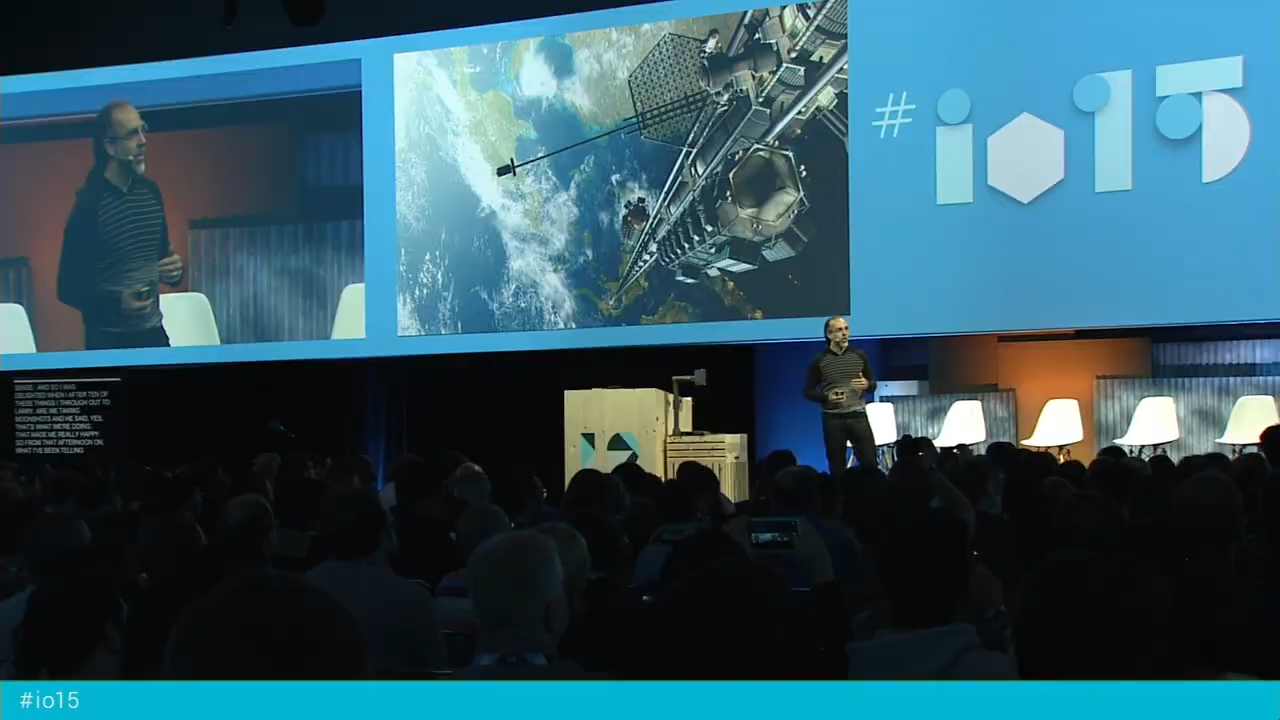 #io15
SENSE. AND SO I WAS
DELIGHTED WHEN I AFTER TEN OF
THESE THINGS I THROUGH OUT TO
LARRY, ARE WE TAKING
MOONSHOTS AND HE SAID, YES,
THAT'S WHAT WE'RE DOING.
THAT MADE ME REALLY HAPPY.
SO FROM THAT AFTERNOON ON,
WHAT I'VE BEEN TELLING
#io15